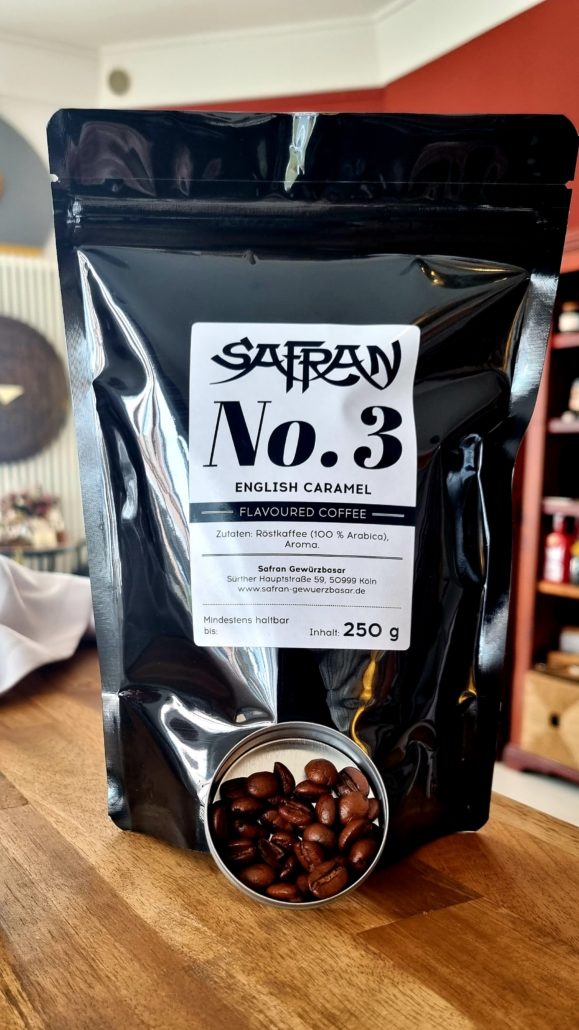 SAFRAN
No. 3
ENGLISH CARAMEL
FLAVOURED COFFEE
Zutaten: Röstkaffee (100 % Arabica),
Aroma.
Safran Gewürzbasar
Sürther Hauptstraße 59, 50999 Köln
www.safran-gewuerzbasar.de
Mindestens haltbar
bis:
Inhalt: 250 g